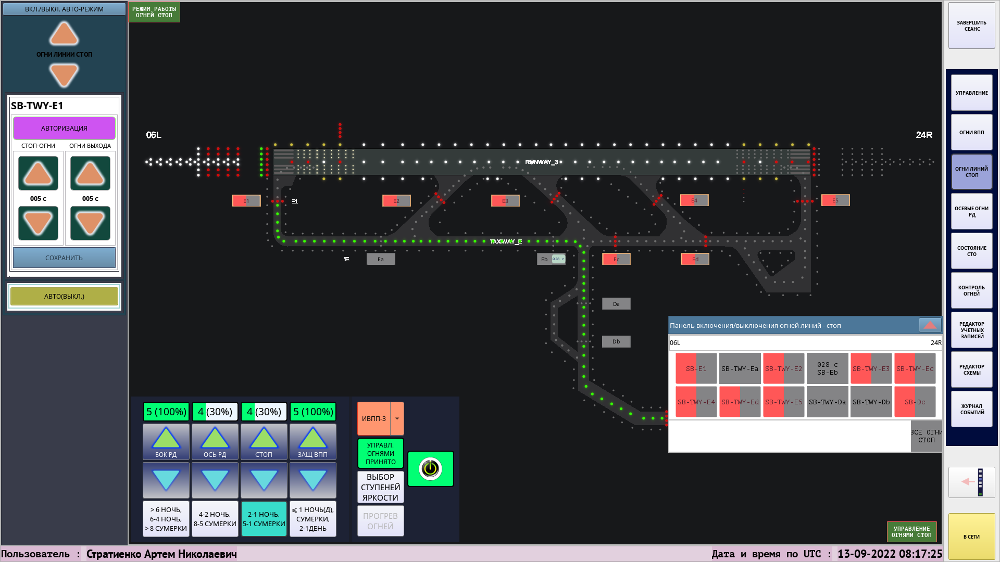 ВКЛ./ВЫКЛ. АВТО-РЕЖИМ
ОГНИ ЛИНИИ СТОП
SB-TWY-E1
АВТОРИЗАЦИЯ
СТОП-ОГНИ ОГНИ ВЫХОДА
005 с 005 с
СОХРАНИТЬ
АВТО(ВЫКЛ.)
РЕЖИМ РАБОТЫ
ОГНЕЙ СТОП
06L
24R
RUNWAY_3
E1
E1
E2
E3
E4
E5
TAXIWAY_E
E
Ea
Eb 028 с
Ec
Ed
Da
Db
Панель включения/выключения огней линий - стоп
06L 24R
SB-E1
SB-TWY-Ea
SB-TWY-E2
028 с
SB-Eb
SB-TWY-E3
SB-TWY-Ec
SB-TWY-E4
SB-TWY-Ed
SB-TWY-E5
SB-TWY-Da
SB-TWY-Db
SB-Dc
ВСЕ ОГНИ
СТОП
5 (100%) 4 (30%) 4 (30%) 5 (100%)
БОК РД ОСЬ РД СТОП ЗАЩ ВПП
> 6 НОЧЬ,
6-4 НОЧЬ,
> 8 СУМЕРКИ
4-2 НОЧЬ,
8-5 СУМЕРКИ
2-1 НОЧЬ,
5-1 СУМЕРКИ
⩽ 1 НОЧЬ(Д),
СУМЕРКИ,
2-1ДЕНЬ
ИВПП-3
УПРАВЛ.
ОГНЯМИ
ПРИНЯТО
ВЫБОР
СТУПЕНЕЙ
ЯРКОСТИ
ПРОГРЕВ
ОГНЕЙ
УПРАВЛЕНИЕ
ОГНЯМИ СТОП
ЗАВЕРШИТЬ
СЕАНС
УПРАВЛЕНИЕ
ОГНИ ВПП
ОГНИ ЛИНИЙ
СТОП
ОСЕВЫЕ ОГНИ
РД
СОСТОЯНИЕ
СТО
КОНТРОЛЬ
ОГНЕЙ
РЕДАКТОР
УЧЕТНЫХ
ЗАПИСЕЙ
РЕДАКТОР
СХЕМЫ
ЖУРНАЛ
СОБЫТИЙ
В СЕТИ
Пользователь : Стратиенко Артем Николаевич
Дата и время по UTC : 13-09-2022 08:17:25